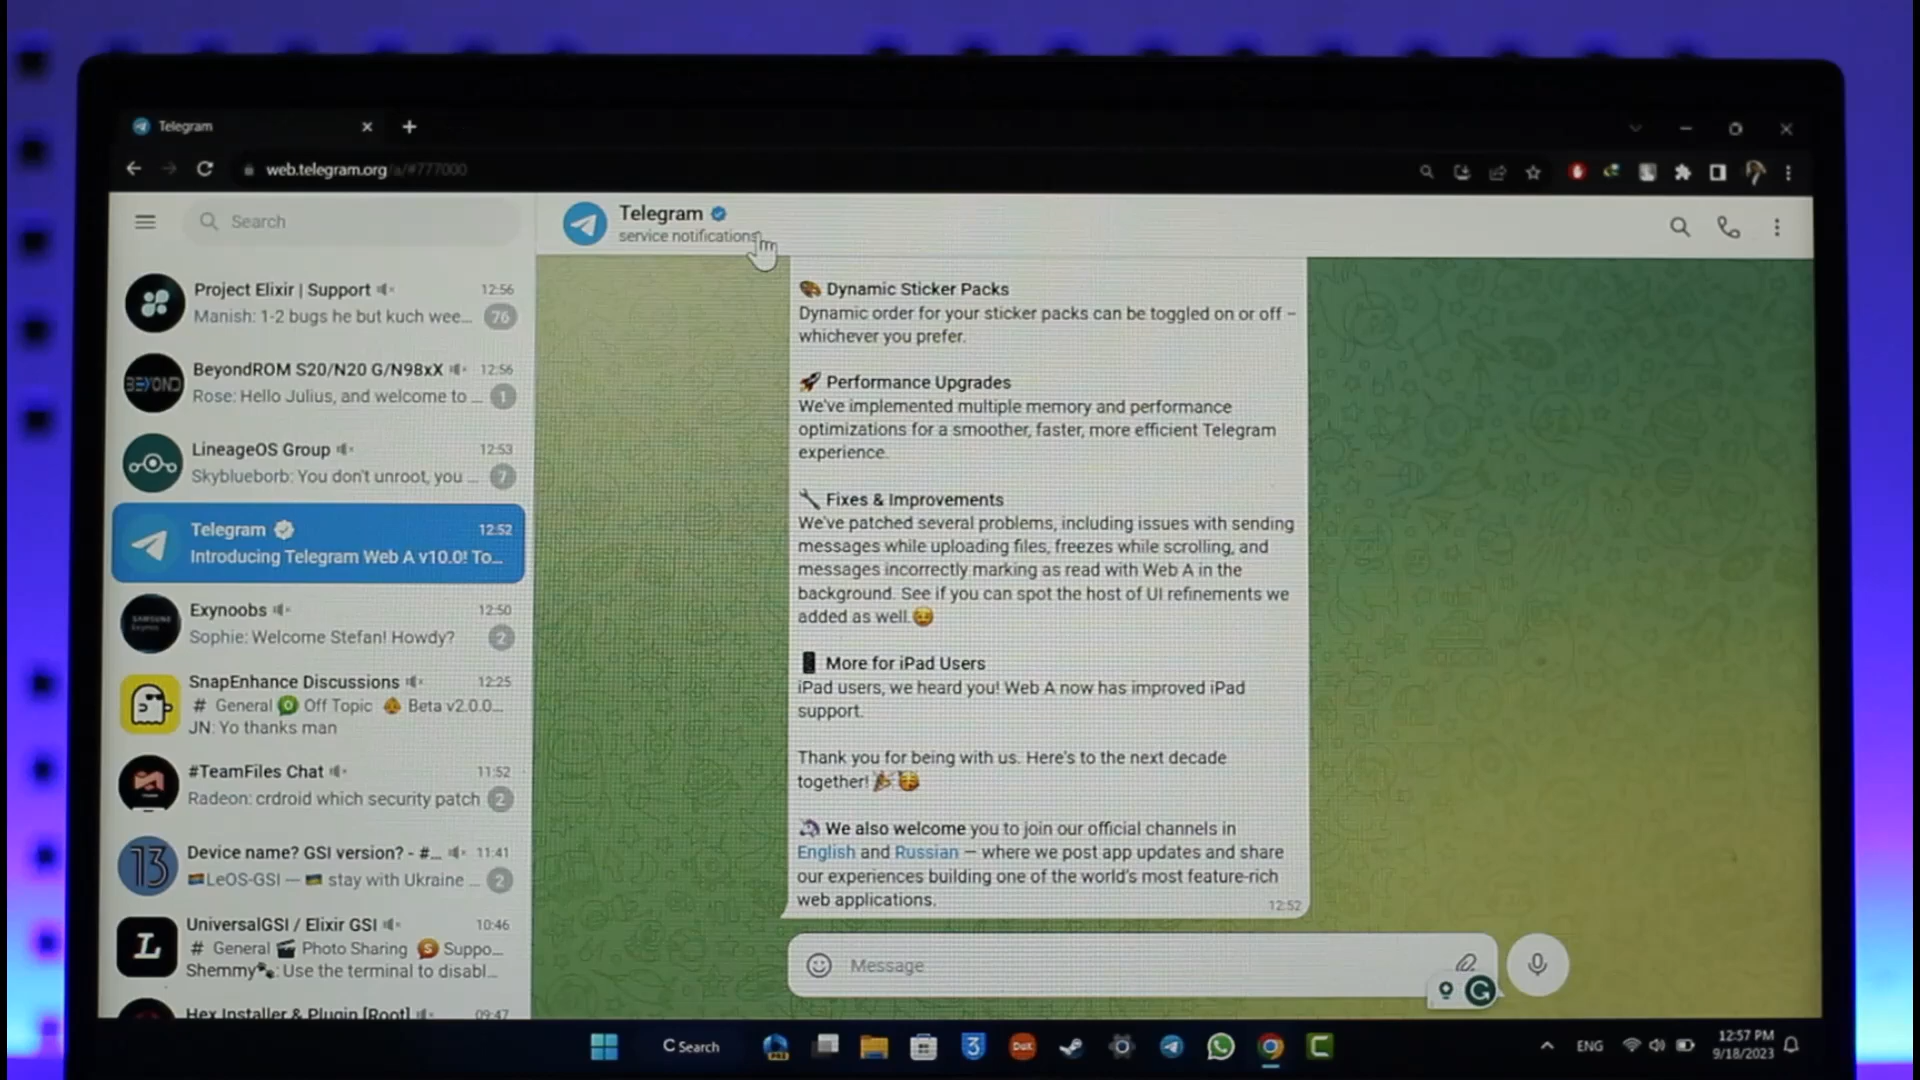 Telegram
web.telegram.org/a/#777000
Search
Telegram
service notifications
Project Elixir | Support
12:56
Manish: 1-2 bugs he but kuch wee...
76
BeyondROM S20/N20 G/N98xX
12:56
BEYOND
Rose: Hello Julius, and welcome to ...
1
LineageOS Group
12:53
Skyblueborb: You don't unroot, you ...
7
Telegram
12:52
Introducing Telegram Web A v10.0! To...
Exynoobs
12:50
SAMSUNG
Sophie: Welcome Stefan! Howdy?
2
SnapEnhance Discussions
12:25
# General Off Topic Beta v2.0.0...
JN: Yo thanks man
#TeamFiles Chat
11:52
Radeon: crdroid which security patch
2
Device name? GSI version? - #...
11:41
13
LeOS-GSI — stay with Ukraine ...
2
UniversalGSI / Elixir GSI
10:46
L
# General Photo Sharing S Suppo...
Shemmy: Use the terminal to disabl...
Hex Installer & Plugin [Root]
09:47
Dynamic Sticker Packs
Dynamic order for your sticker packs can be toggled on or off –
whichever you prefer.
Performance Upgrades
We've implemented multiple memory and performance
optimizations for a smoother, faster, more efficient Telegram
experience.
Fixes & Improvements
We've patched several problems, including issues with sending
messages while uploading files, freezes while scrolling, and
messages incorrectly marking as read with Web A in the
background. See if you can spot the host of UI refinements we
added as well.
More for iPad Users
iPad users, we heard you! Web A now has improved iPad
support.
Thank you for being with us. Here's to the next decade
together!
We also welcome you to join our official channels in
English and Russian — where we post app updates and share
our experiences building one of the world's most feature-rich
web applications.
12:52
Message
Search
3
DUX
ENG
12:57 PM
9/18/2023